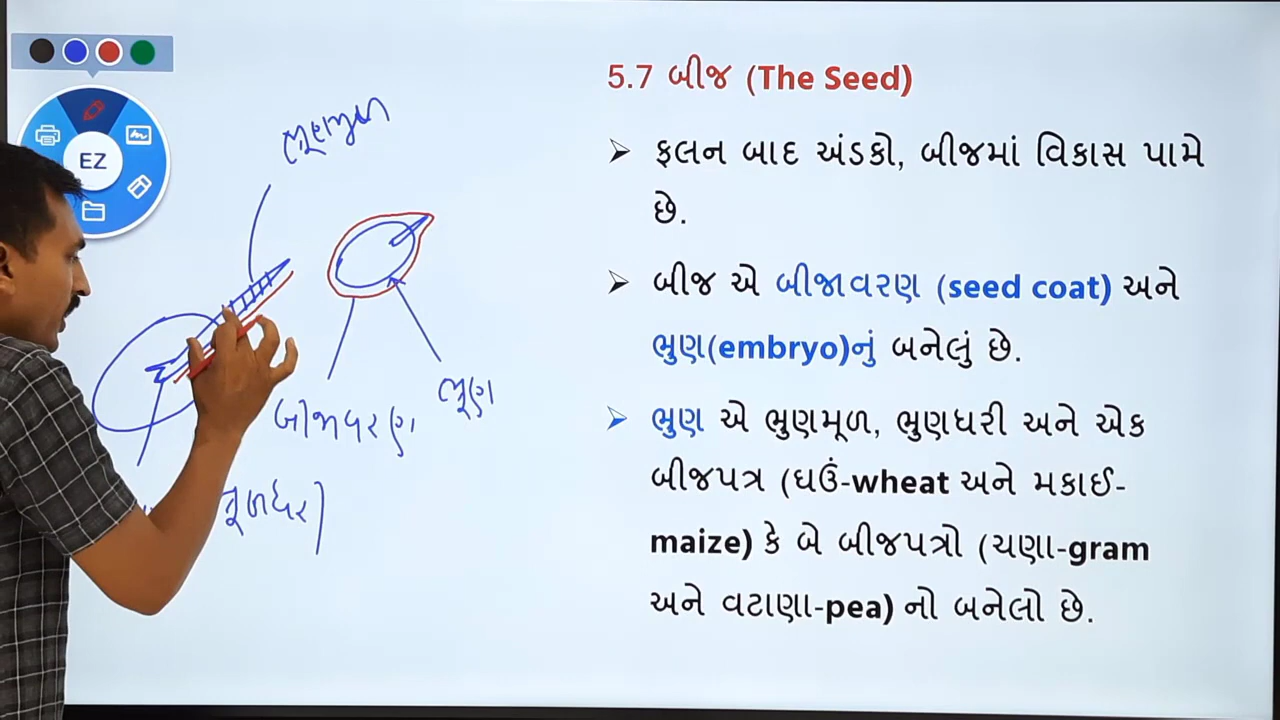 EZ
5.7 બીજ (The Seed)
➢ ફલન બાદ અંડકો, બીજમાં વિકાસ પામે
છે.
➢ બીજ એ બીજાવરણ (seed coat) અને
ભ્રુણ(embryo)નું બનેલું છે.
➢ ભ્રુણ એ ભ્રુણમૂળ, ભ્રુણધરી અને એક
બીજપત્ર (ઘઉં-wheat અને મકાઈ-
maize) કે બે બીજપત્રો (ચણા-gram
અને વટાણા-pea) નો બનેલો છે.
ભ્રૂણ
બીજાવરણ